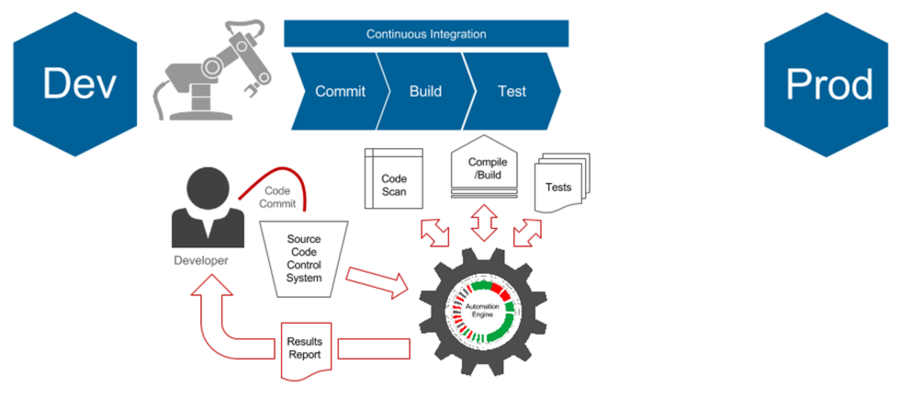 Continuous Integration
Dev
Commit
Build
Test
Prod
Code
Scan
Compile
/Build
Tests
Code
Commit
Developer
Source
Code
Control
System
Automation
Engine
Results
Report